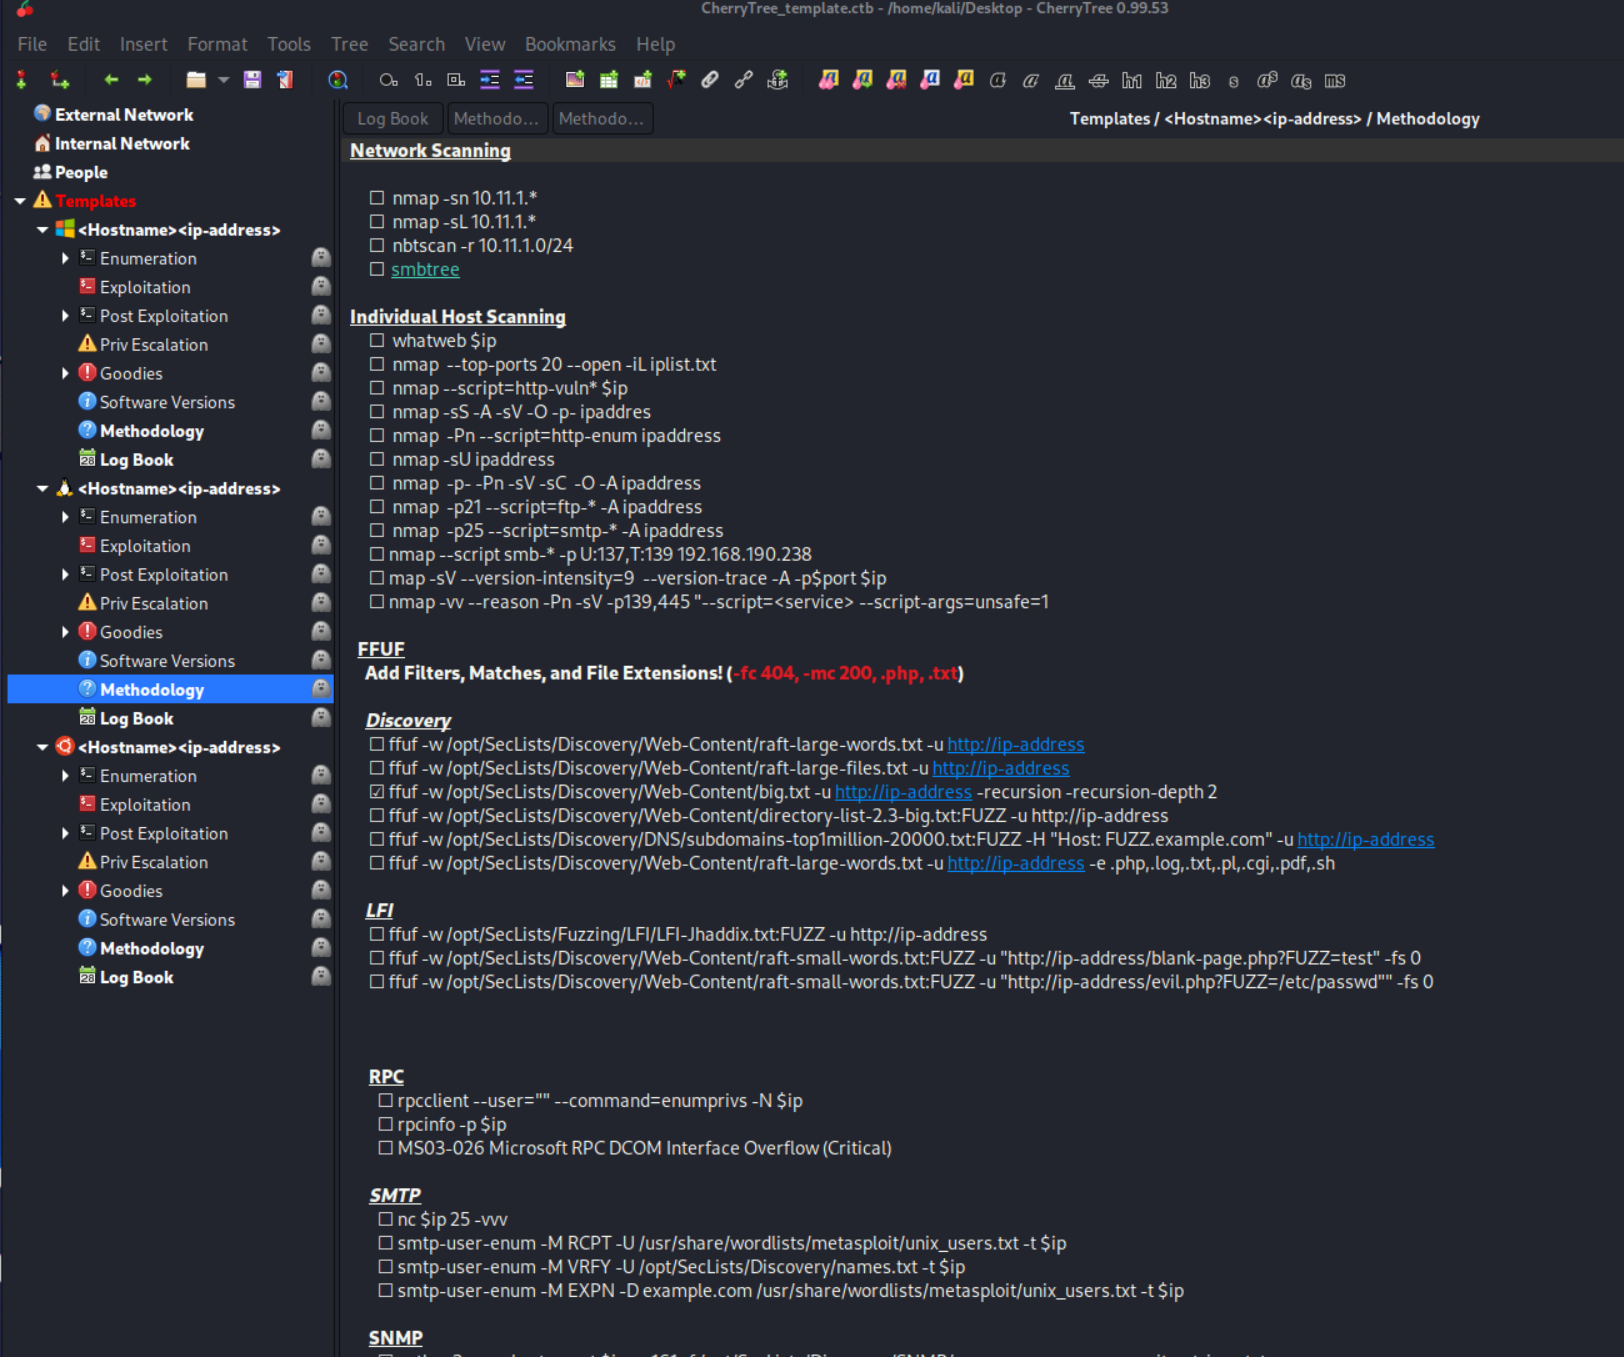 CherryTree_template.ctb - /home/kali/Desktop - CherryTree 0.99.53
File Edit Insert Format Tools Tree Search View Bookmarks Help
h1 h2 h3 s ms
External Network
Internal Network
People
Templates
<Hostname><ip-address>
Enumeration
Exploitation
Post Exploitation
Priv Escalation
Goodies
Software Versions
Methodology
Log Book
<Hostname><ip-address>
Enumeration
Exploitation
Post Exploitation
Priv Escalation
Goodies
Software Versions
Methodology
Log Book
<Hostname><ip-address>
Enumeration
Exploitation
Post Exploitation
Priv Escalation
Goodies
Software Versions
Methodology
Log Book
Log Book Methodo... Methodo...
Templates / <Hostname><ip-address> / Methodology
Network Scanning
☐ nmap -sn 10.11.1.*
☐ nmap -sL 10.11.1.*
☐ nbtscan -r 10.11.1.0/24
☐ smbtree
Individual Host Scanning
☐ whatweb $ip
☐ nmap --top-ports 20 --open -iL iplist.txt
☐ nmap --script=http-vuln* $ip
☐ nmap -sS -A -sV -O -p- ipaddres
☐ nmap -Pn --script=http-enum ipaddress
☐ nmap -sU ipaddress
☐ nmap -p- -Pn -sV -sC -O -A ipaddress
☐ nmap -p21 --script=ftp-* -A ipaddress
☐ nmap -p25 --script=smtp-* -A ipaddress
☐ nmap --script smb-* -p U:137,T:139 192.168.190.238
☐ map -sV --version-intensity=9 --version-trace -A -p$port $ip
☐ nmap -vv --reason -Pn -sV -p139,445 "--script=<service> --script-args=unsafe=1
FFUF
Add Filters, Matches, and File Extensions! (-fc 404, -mc 200, .php, .txt)
Discovery
☐ ffuf -w /opt/SecLists/Discovery/Web-Content/raft-large-words.txt -u http://ip-address
☐ ffuf -w /opt/SecLists/Discovery/Web-Content/raft-large-files.txt -u http://ip-address
☑ ffuf -w /opt/SecLists/Discovery/Web-Content/big.txt -u http://ip-address -recursion -recursion-depth 2
☐ ffuf -w /opt/SecLists/Discovery/Web-Content/directory-list-2.3-big.txt:FUZZ -u http://ip-address
☐ ffuf -w /opt/SecLists/Discovery/DNS/subdomains-top1million-20000.txt:FUZZ -H "Host: FUZZ.example.com" -u http://ip-address
☐ ffuf -w /opt/SecLists/Discovery/Web-Content/raft-large-words.txt -u http://ip-address -e .php,.log,.txt,.pl,.cgi,.pdf,.sh
LFI
☐ ffuf -w /opt/SecLists/Fuzzing/LFI/LFI-Jhaddix.txt:FUZZ -u http://ip-address
☐ ffuf -w /opt/SecLists/Discovery/Web-Content/raft-small-words.txt:FUZZ -u "http://ip-address/blank-page.php?FUZZ=test" -fs 0
☐ ffuf -w /opt/SecLists/Discovery/Web-Content/raft-small-words.txt:FUZZ -u "http://ip-address/evil.php?FUZZ=/etc/passwd"" -fs 0
RPC
☐ rpcclient --user="" --command=enumprivs -N $ip
☐ rpcinfo -p $ip
☐ MS03-026 Microsoft RPC DCOM Interface Overflow (Critical)
SMTP
☐ nc $ip 25 -vvv
☐ smtp-user-enum -M RCPT -U /usr/share/wordlists/metasploit/unix_users.txt -t $ip
☐ smtp-user-enum -M VRFY -U /opt/SecLists/Discovery/names.txt -t $ip
☐ smtp-user-enum -M EXPN -D example.com /usr/share/wordlists/metasploit/unix_users.txt -t $ip
SNMP